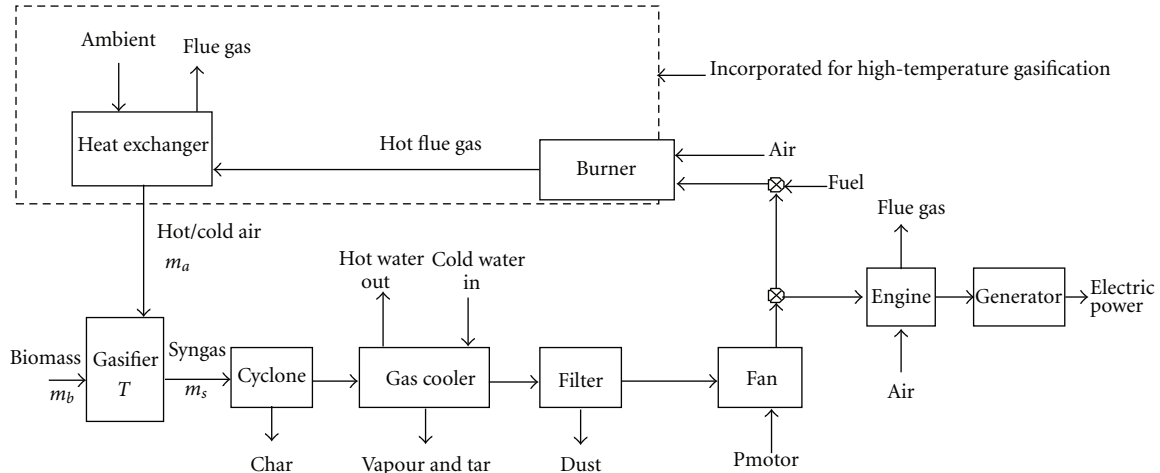 Ambient
Flue gas
Incorporated for high-temperature gasification
Heat exchanger
Hot flue gas
Burner
Air
Fuel
Hot/cold air
m_a
Flue gas
Hot water
out
Cold water
in
Engine
Generator
Electric
power
Biomass
m_b
Gasifier
T
Syngas
m_s
Cyclone
Gas cooler
Filter
Fan
Air
Char
Vapour and tar
Dust
Pmotor